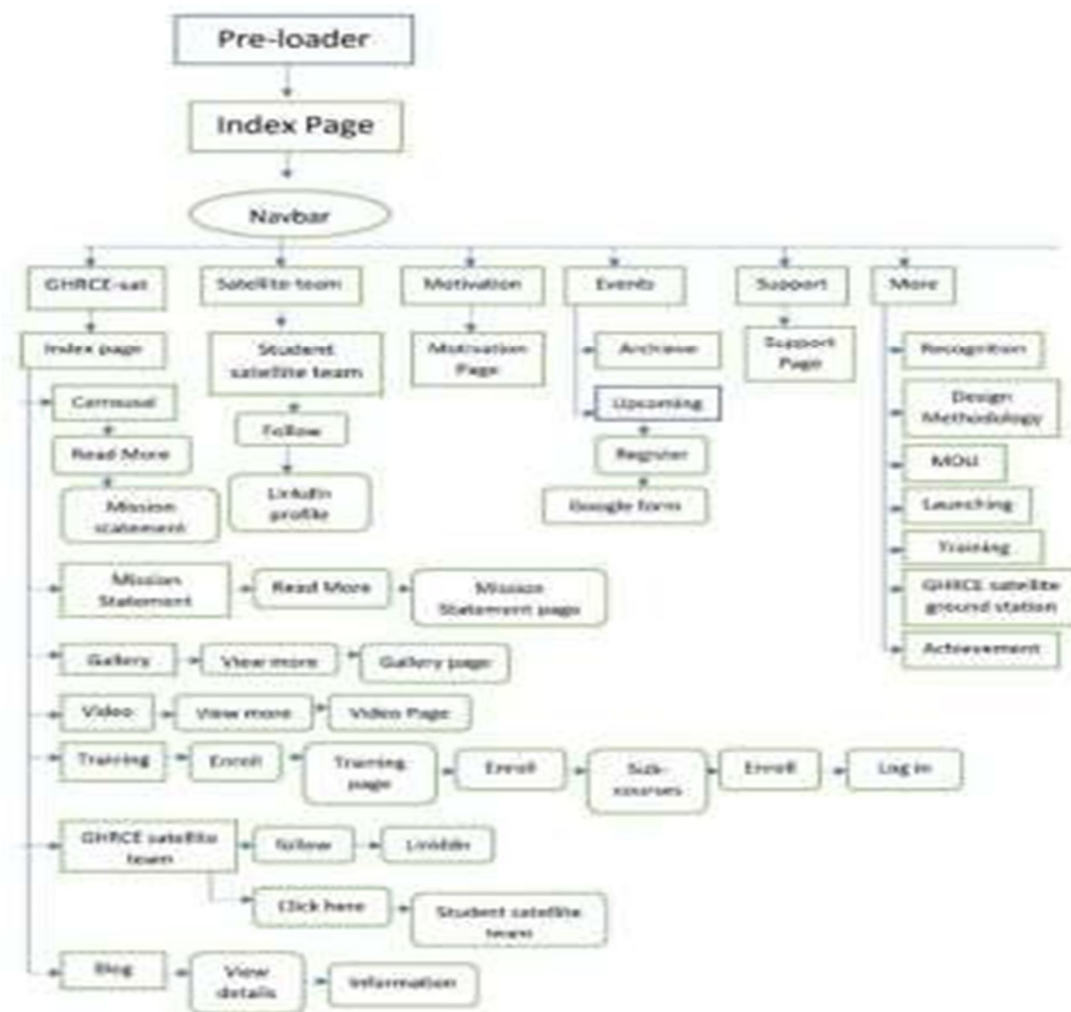 Pre-loader
Index Page
Navbar
GHRCE-sat
Satellite team
Motivation
Events
Support
More
Index page
Student
satellite team
Motivation
Page
Archieve
Support
Page
Recognition
Carrousal
Upcoming
Design
Methodology
Read More
Follow
Register
MOU
Mission
statement
LinkdIn
profile
Google form
Launching
Training
Mission
Statement
Read More
Mission
Statement page
GHRCE satellite
ground station
Gallery
View more
Gallery page
Achievement
Video
View more
Video Page
Training
Enroll
Training
page
Enroll
Sub-
courses
Enroll
Log in
GHRCE satellite
team
follow
Click here
Student satellite
team
Blog
View
details
Information